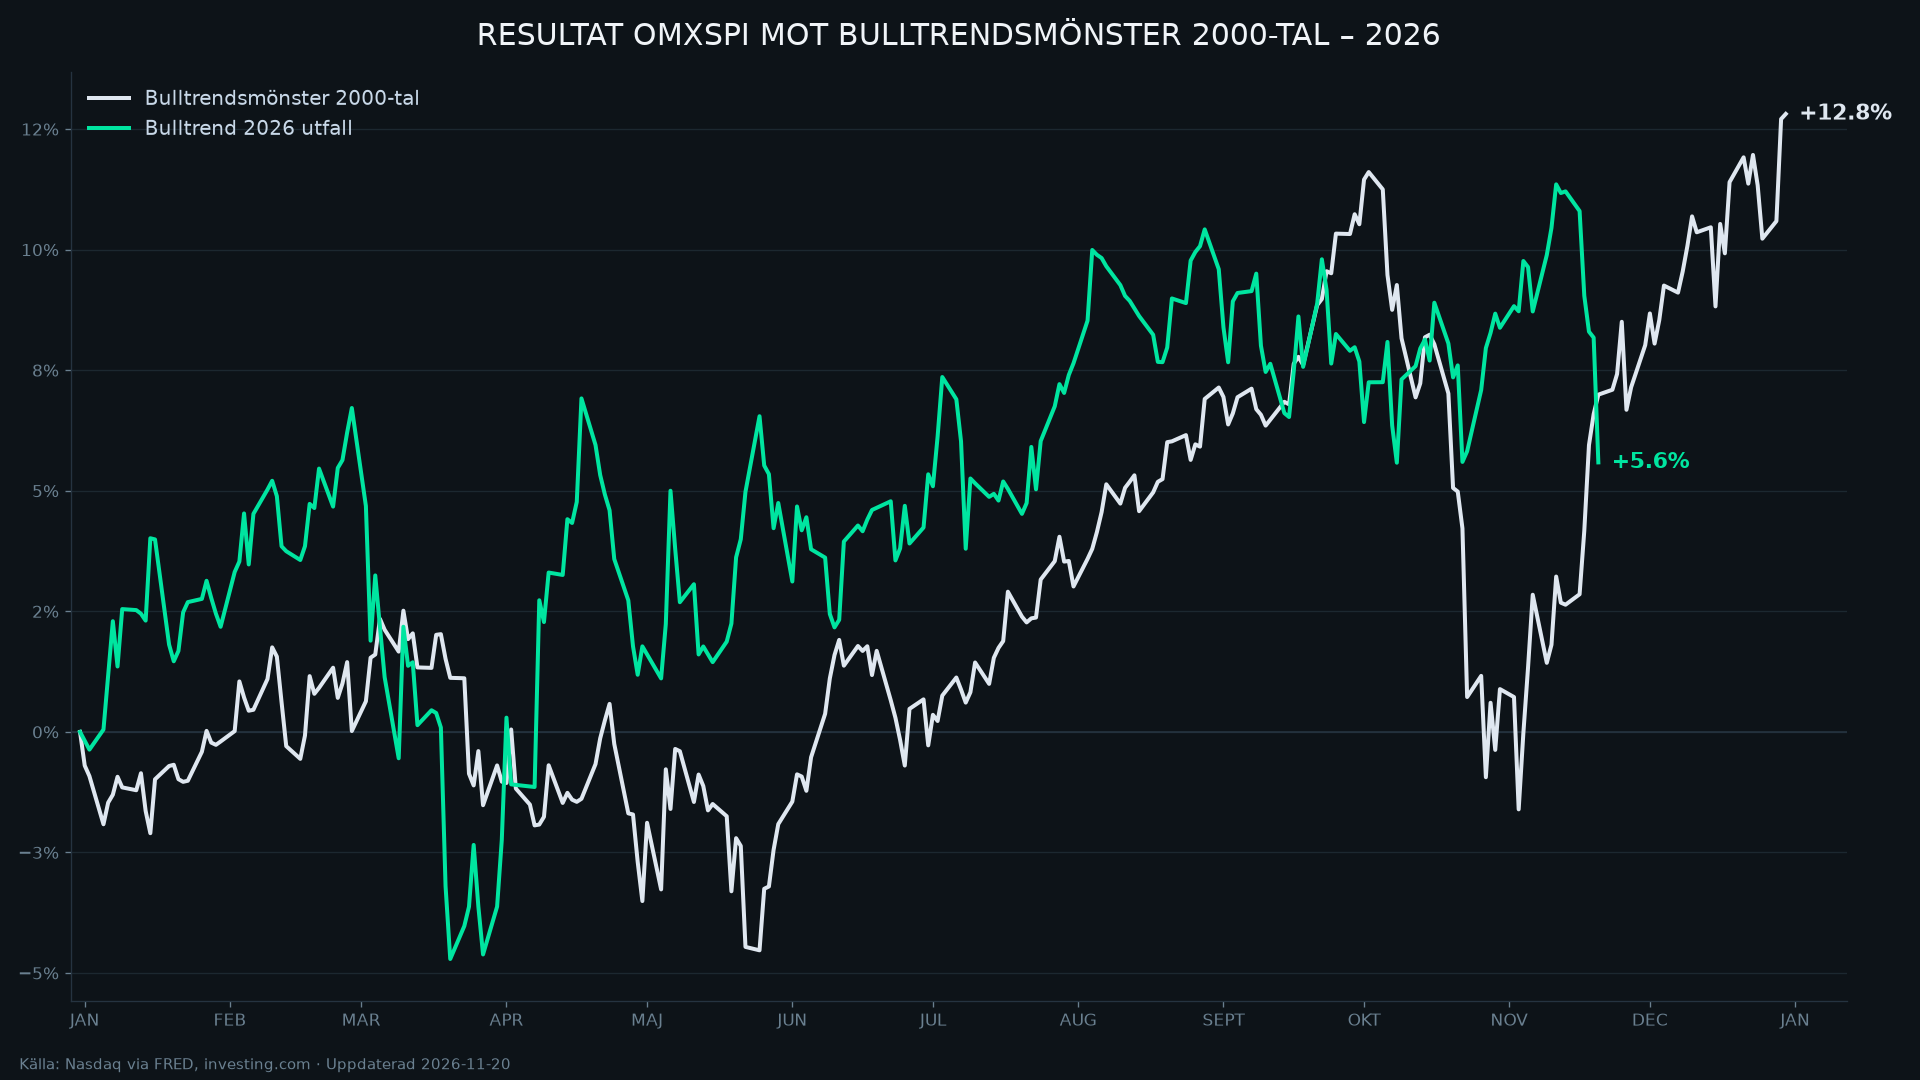 RESULTAT OMXSPI MOT BULLTRENDSMÖNSTER 2000-TAL – 2026
Bulltrendsmönster 2000-tal
Bulltrend 2026 utfall
+12.8%
12%
10%
8%
5%
+5.6%
2%
0%
−3%
−5%
JAN FEB MAR APR MAJ JUN JUL AUG SEPT OKT NOV DEC JAN
Källa: Nasdaq via FRED, investing.com · Uppdaterad 2026-11-20